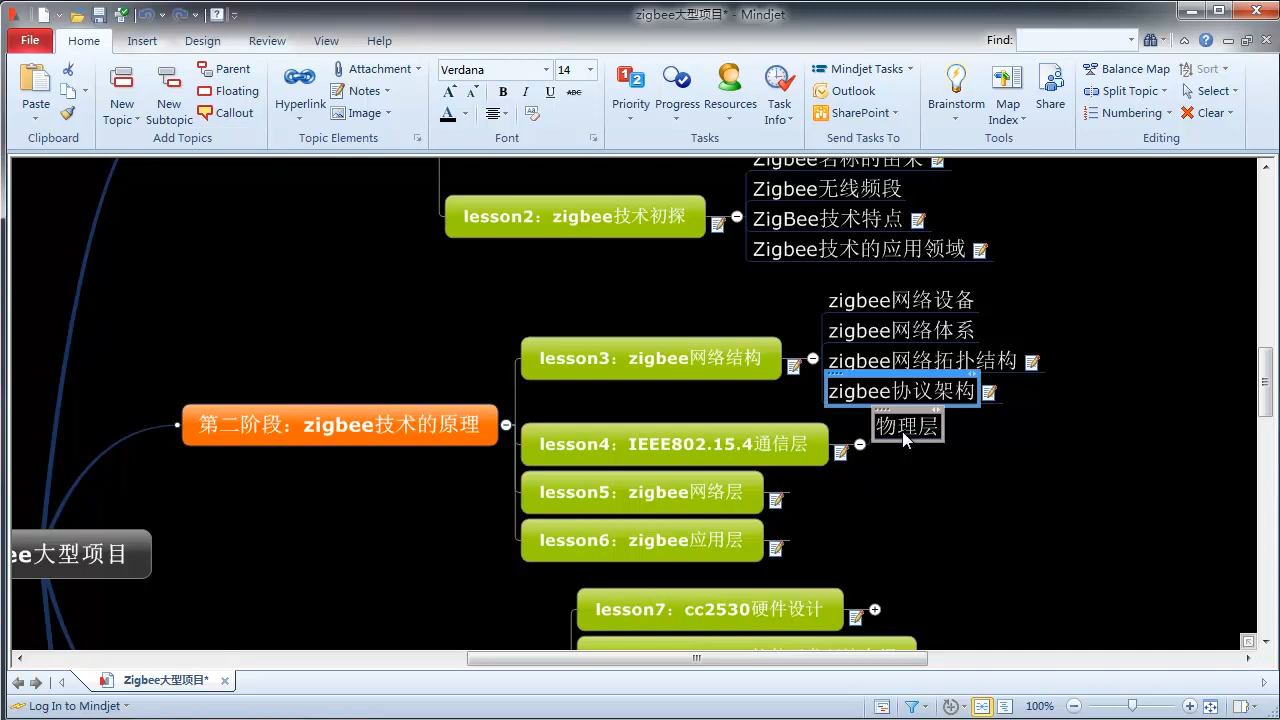 zigbee大型项目* - Mindjet
File
Home
Insert
Design
Review
View
Help
Find:
Paste
Clipboard
New Topic
New Subtopic
Parent
Floating
Callout
Add Topics
Hyperlink
Attachment
Notes
Image
Topic Elements
Verdana
14
B I U ABC
A A
A
Font
Priority
Progress
Resources
Task Info
Tasks
Mindjet Tasks
Outlook
SharePoint
Send Tasks To
Brainstorm
Map Index
Share
Tools
Balance Map
Split Topic
Numbering
Sort
Select
Clear
Editing
Zigbee名称的由来
lesson2：zigbee技术初探
Zigbee无线频段
ZigBee技术特点
Zigbee技术的应用领域
zigbee网络设备
zigbee网络体系
lesson3：zigbee网络结构
zigbee网络拓扑结构
zigbee协议架构
第二阶段：zigbee技术的原理
物理层
lesson4：IEEE802.15.4通信层
lesson5：zigbee网络层
lesson6：zigbee应用层
ee大型项目
lesson7：cc2530硬件设计
Zigbee大型项目*
Log In to Mindjet
100%